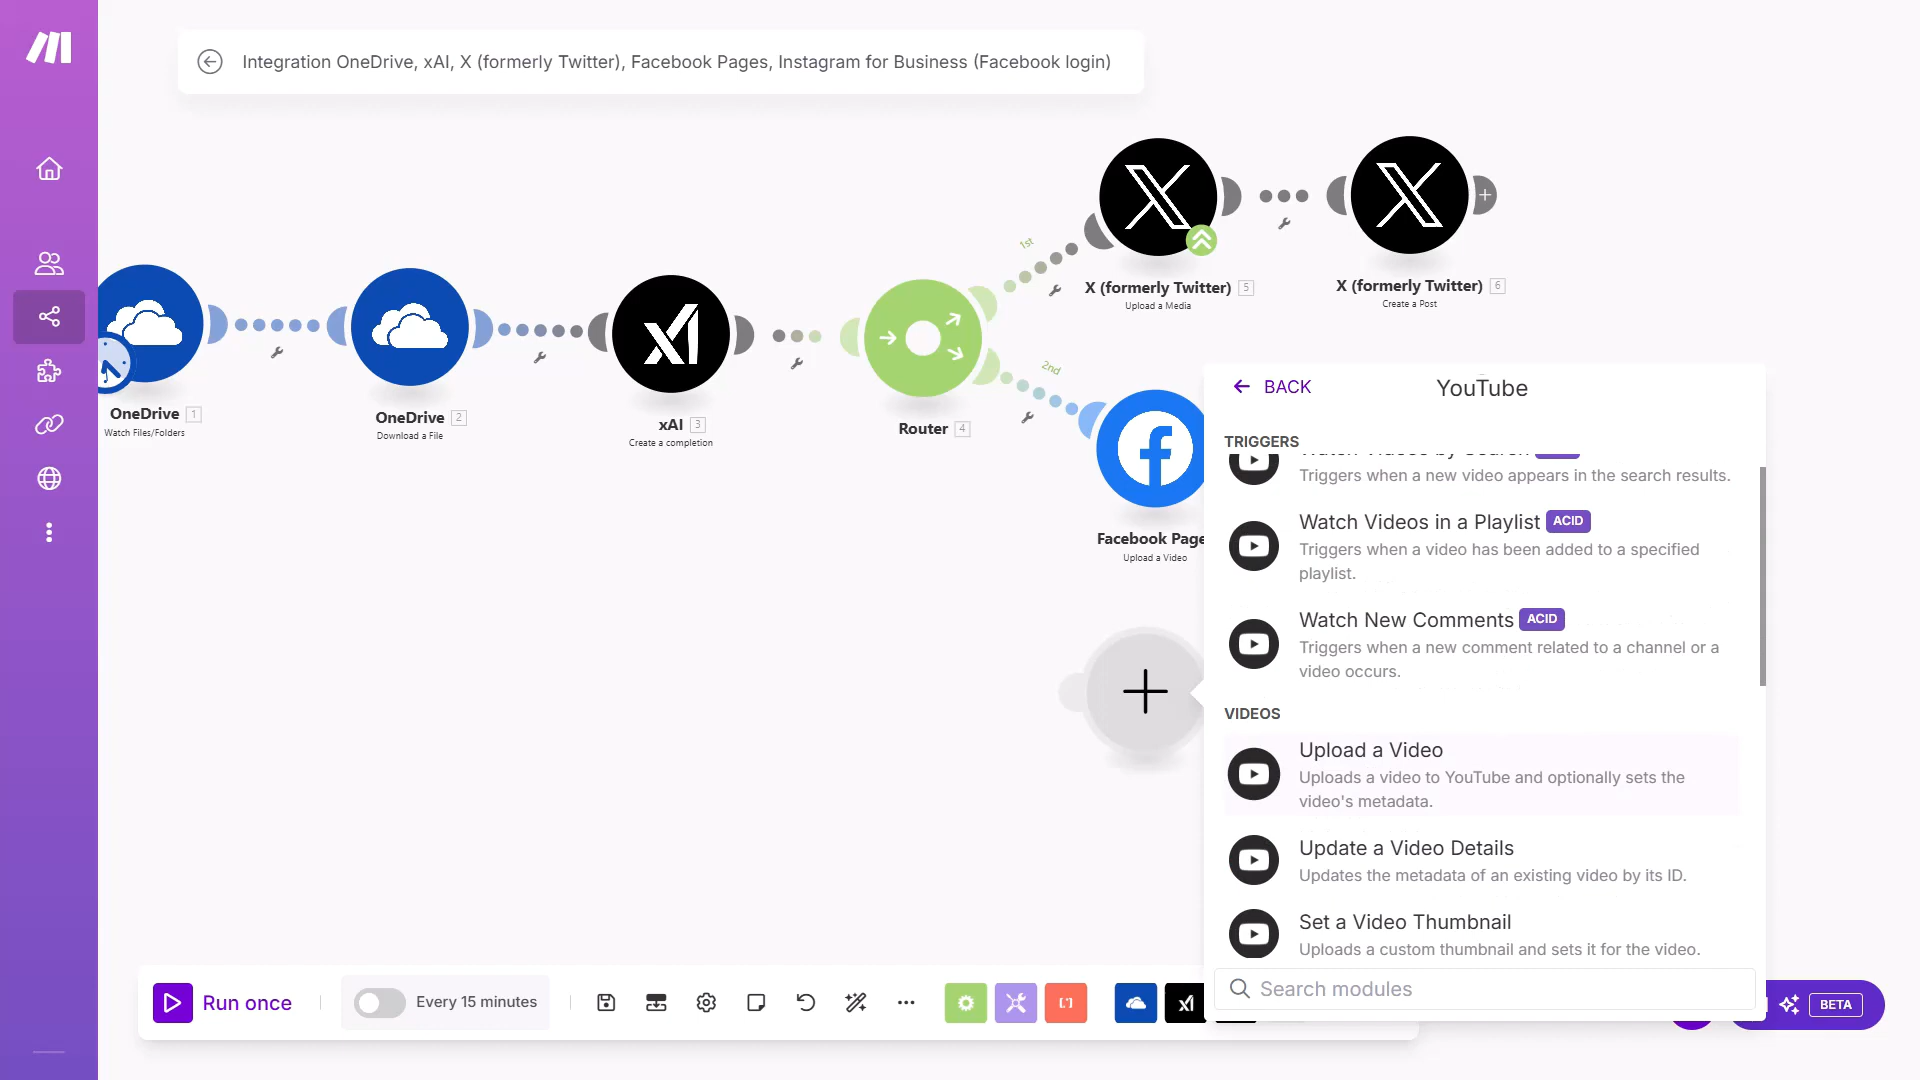 Integration OneDrive, xAI, X (formerly Twitter), Facebook Pages, Instagram for Business (Facebook login)
1st
X (formerly Twitter) 5
Upload a Media
X (formerly Twitter) 6
Create a Post
OneDrive 1
Watch Files/Folders
OneDrive 2
Download a File
xAI 3
Create a completion
Router 4
2nd
Facebook Page
Upload a Video
BACK
YouTube
TRIGGERS
Watch Videos by Search
Triggers when a new video appears in the search results.
Watch Videos in a Playlist ACID
Triggers when a video has been added to a specified
playlist.
Watch New Comments ACID
Triggers when a new comment related to a channel or a
video occurs.
VIDEOS
Upload a Video
Uploads a video to YouTube and optionally sets the
video's metadata.
Update a Video Details
Updates the metadata of an existing video by its ID.
Set a Video Thumbnail
Uploads a custom thumbnail and sets it for the video.
Search modules
Run once
Every 15 minutes
BETA